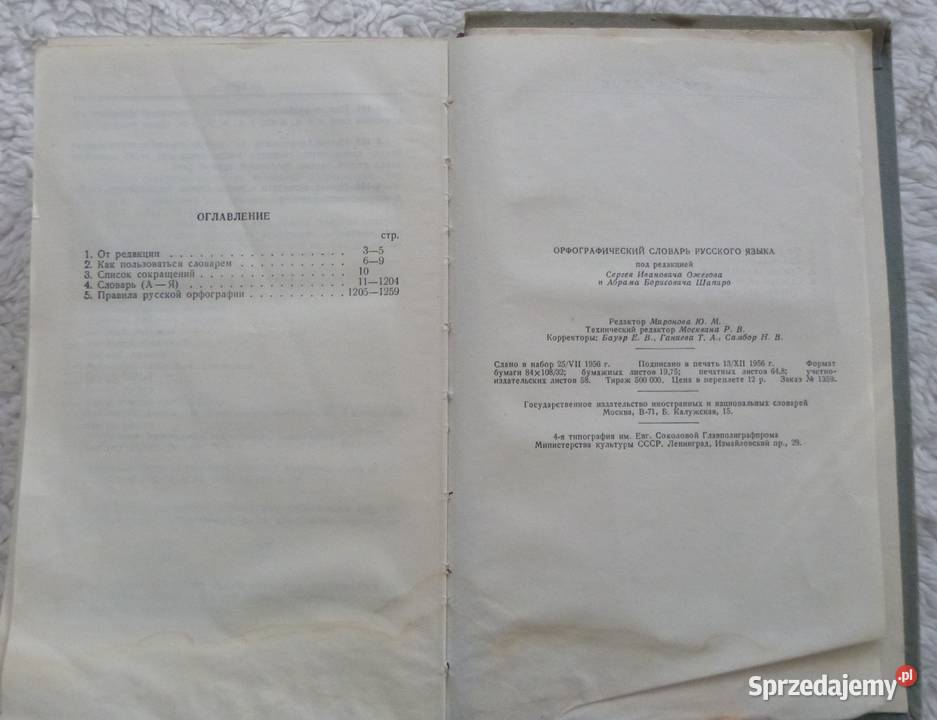 ОГЛАВЛЕНИЕ
стр.
1. От редакции . . . . . . . . . . . . . . . . . . 3—5
2. Как пользоваться словарем . . . . . . . . . . 6—9
3. Список сокращений . . . . . . . . . . . . . . 10
4. Словарь (А — Я) . . . . . . . . . . . . . . . 11—1204
5. Правила русской орфографии . . . . . . . . . 1205—1259
ОРФОГРАФИЧЕСКИЙ СЛОВАРЬ РУССКОГО ЯЗЫКА
под редакцией
Сергея Ивановича Ожегова
и Абрама Борисовича Шапиро
Редактор Миронова Ю. М.
Технический редактор Москвина Р. В.
Корректоры: Бауэр Е. В., Ганиева Т. А., Самбор Н. В.
Сдано в набор 25/VII 1956 г. Подписано в печать 13/XII 1956 г. Формат
бумаги 84×108/32; бумажных листов 19,75; печатных листов 64,8; учетно-
издательских листов 58. Тираж 500 000. Цена в переплете 12 р. Заказ № 1359.
Государственное издательство иностранных и национальных словарей
Москва, В-71, Б. Калужская, 15.
4-я типография им. Евг. Соколовой Главполиграфпрома
Министерства культуры СССР. Ленинград, Измайловский пр., 29.
Sprzedajemy.pl